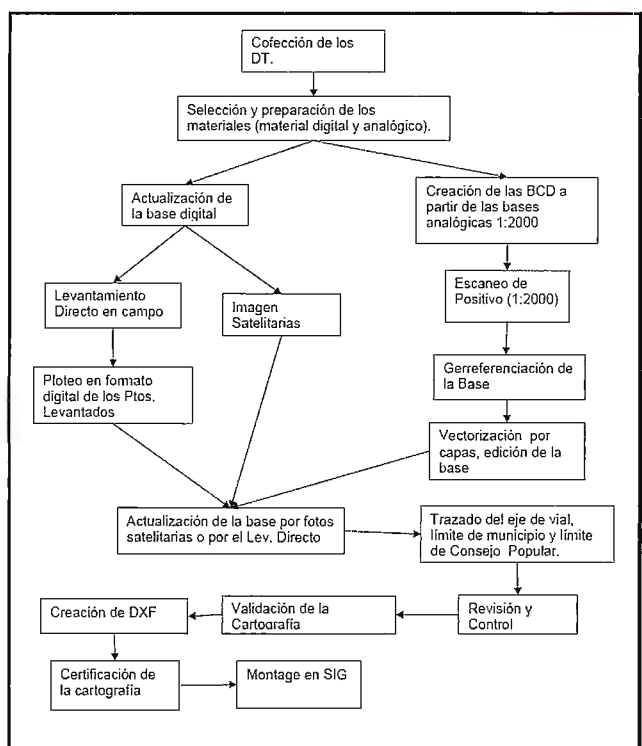 Cofección de los
DT.
Selección y preparación de los
materiales (material digital y analógico).
Actualización de
la base digital
Creación de las BCD a
partir de las bases
analógicas 1:2000
Levantamiento
Directo en campo
Imagen
Satelitarias
Escaneo de
Positivo (1:2000)
Ploteo en formato
digital de los Ptos.
Levantados
Gerreferenciación de
la Base
Vectorización por
capas, edición de la
base
Actualización de la base por fotos
satelitarias o por el Lev. Directo
Trazado del eje de vial,
límite de municipio y límite
de Consejo Popular.
Creación de DXF
Validación de la
Cartografía
Revisión y
Control
Certificación de
la cartografía
Montage en SIG